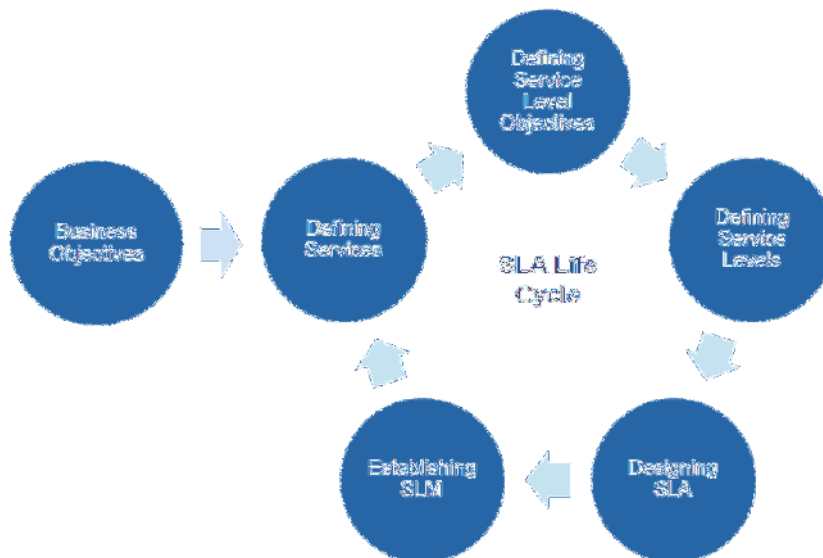 Business
Objectives
Defining
Services
Defining
Service
Level
Objectives
Defining
Service
Levels
Designing
SLA
Establishing
SLM
SLA Life
Cycle